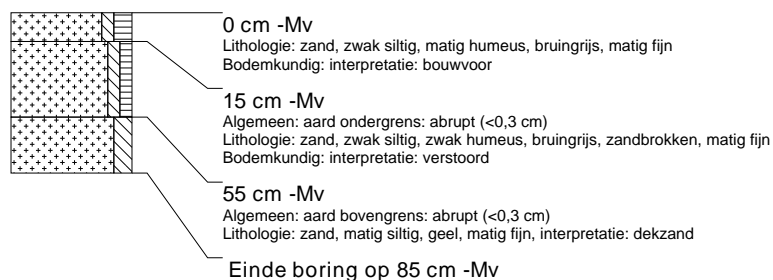 0 cm -Mv
Lithologie: zand, zwak siltig, matig humeus, bruingrijs, matig fijn
Bodemkundig: interpretatie: bouwvoor
15 cm -Mv
Algemeen: aard ondergrens: abrupt (<0,3 cm)
Lithologie: zand, zwak siltig, zwak humeus, bruingrijs, zandbrokken, matig fijn
Bodemkundig: interpretatie: verstoord
55 cm -Mv
Algemeen: aard bovengrens: abrupt (<0,3 cm)
Lithologie: zand, matig siltig, geel, matig fijn, interpretatie: dekzand
Einde boring op 85 cm -Mv